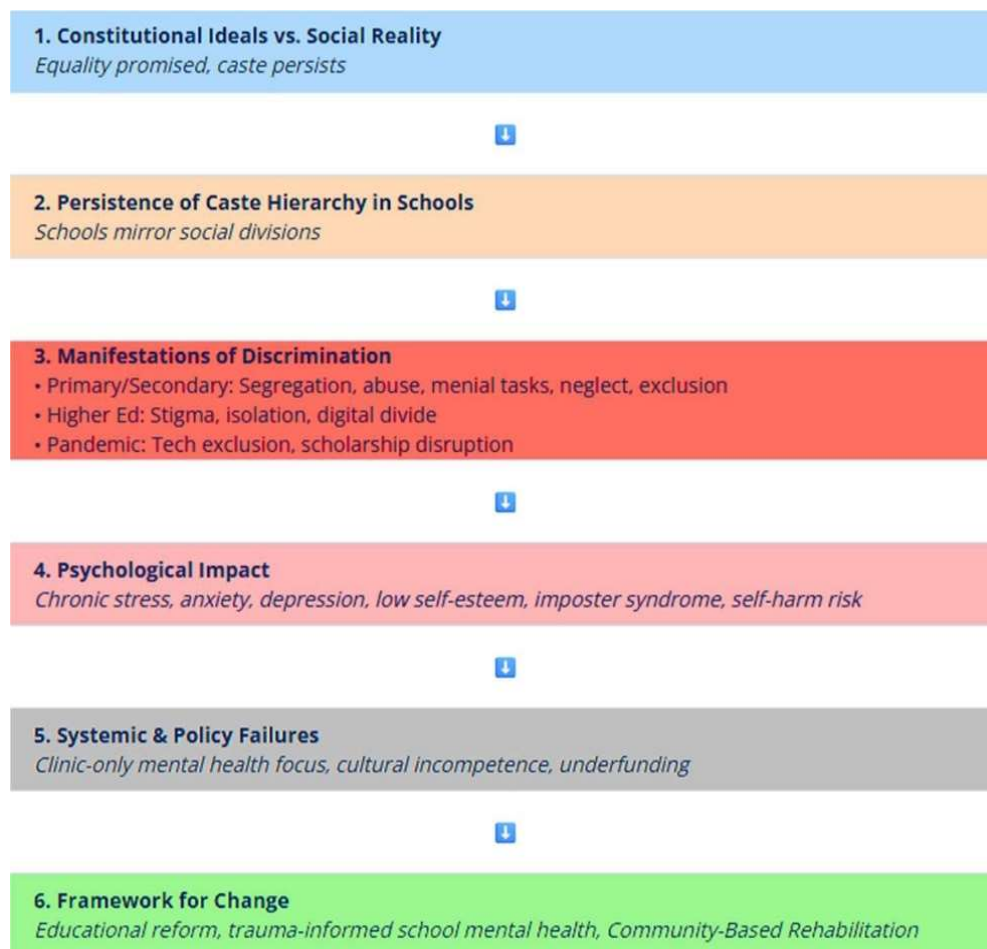 1. Constitutional Ideals vs. Social Reality
Equality promised, caste persists
2. Persistence of Caste Hierarchy in Schools
Schools mirror social divisions
3. Manifestations of Discrimination
• Primary/Secondary: Segregation, abuse, menial tasks, neglect, exclusion
• Higher Ed: Stigma, isolation, digital divide
• Pandemic: Tech exclusion, scholarship disruption
4. Psychological Impact
Chronic stress, anxiety, depression, low self-esteem, imposter syndrome, self-harm risk
5. Systemic & Policy Failures
Clinic-only mental health focus, cultural incompetence, underfunding
6. Framework for Change
Educational reform, trauma-informed school mental health, Community-Based Rehabilitation